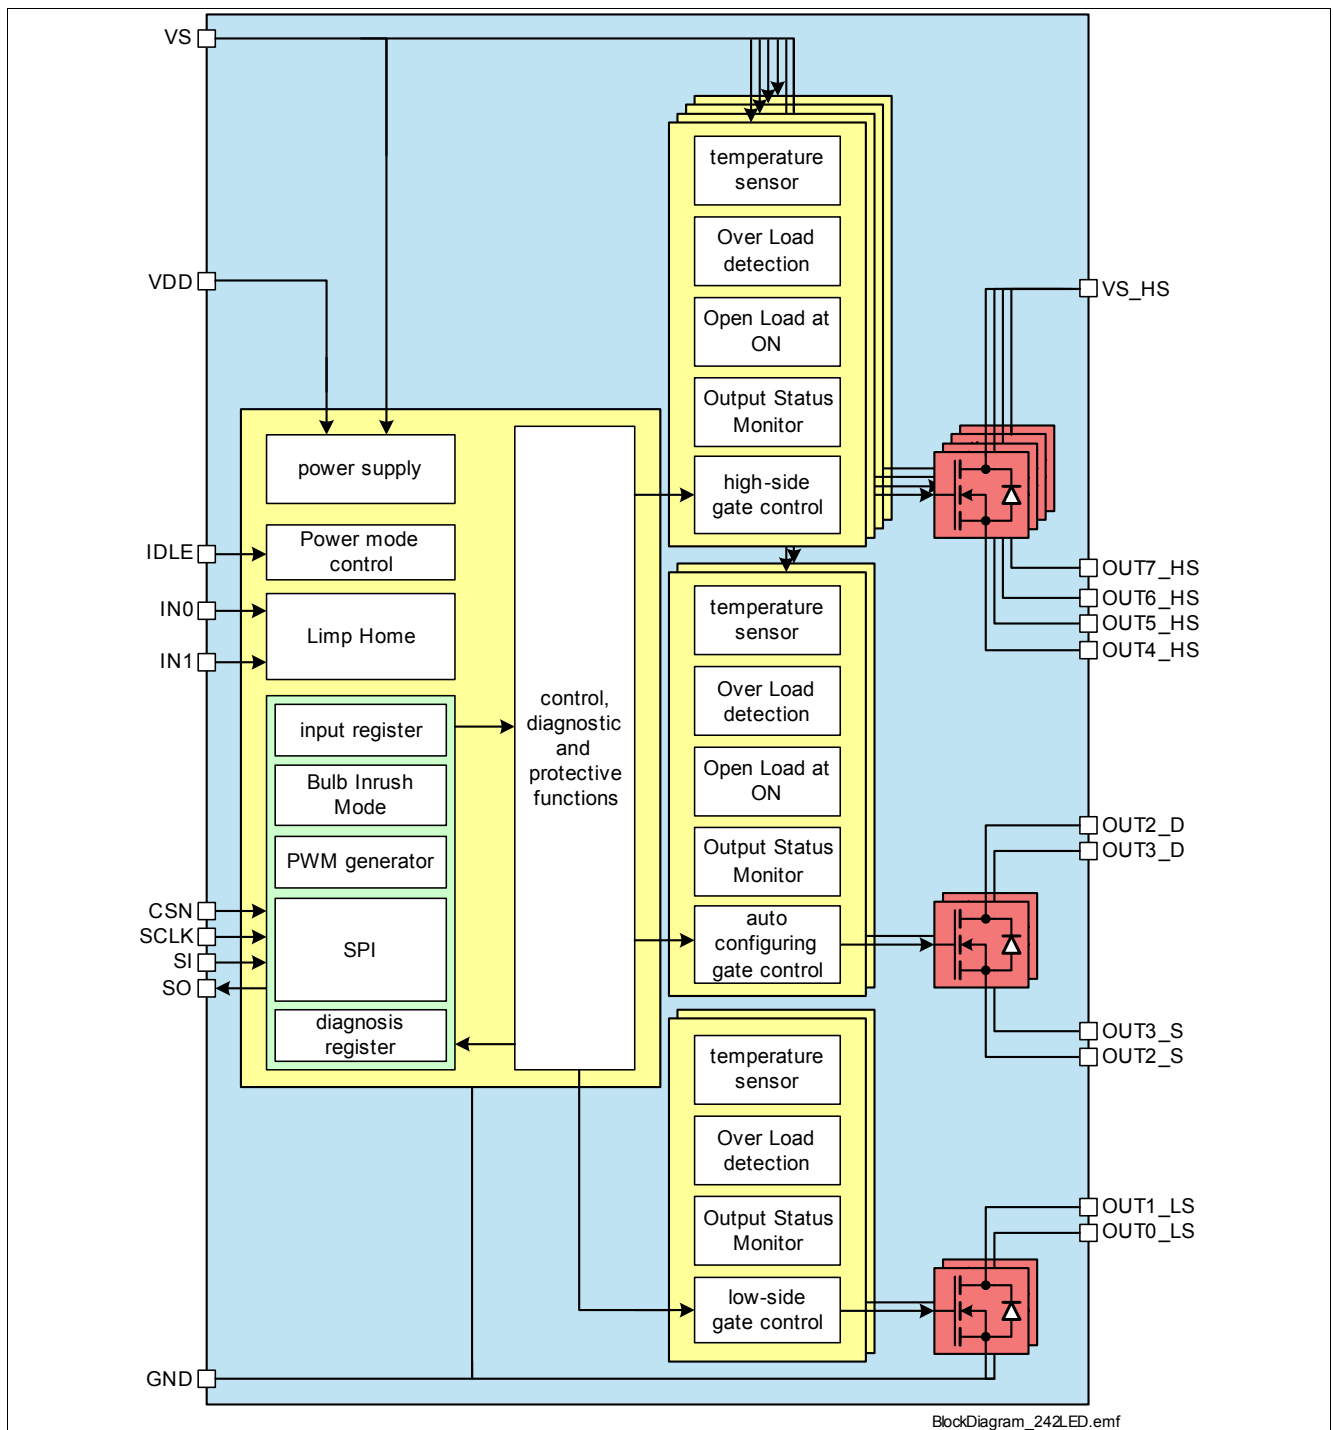 VS
VDD
IDLE
IN0
IN1
CSN
SCLK
SI
SO
GND
power supply
Power mode
control
Limp Home
input register
Bulb Inrush
Mode
PWM generator
SPI
diagnosis
register
control,
diagnostic
and
protective
functions
temperature
sensor
Over Load
detection
Open Load at
ON
Output Status
Monitor
high-side
gate control
temperature
sensor
Over Load
detection
Open Load at
ON
Output Status
Monitor
auto
configuring
gate control
temperature
sensor
Over Load
detection
Output Status
Monitor
low-side
gate control
VS_HS
OUT7_HS
OUT6_HS
OUT5_HS
OUT4_HS
OUT2_D
OUT3_D
OUT3_S
OUT2_S
OUT1_LS
OUT0_LS
BlockDiagram_242LED.emf